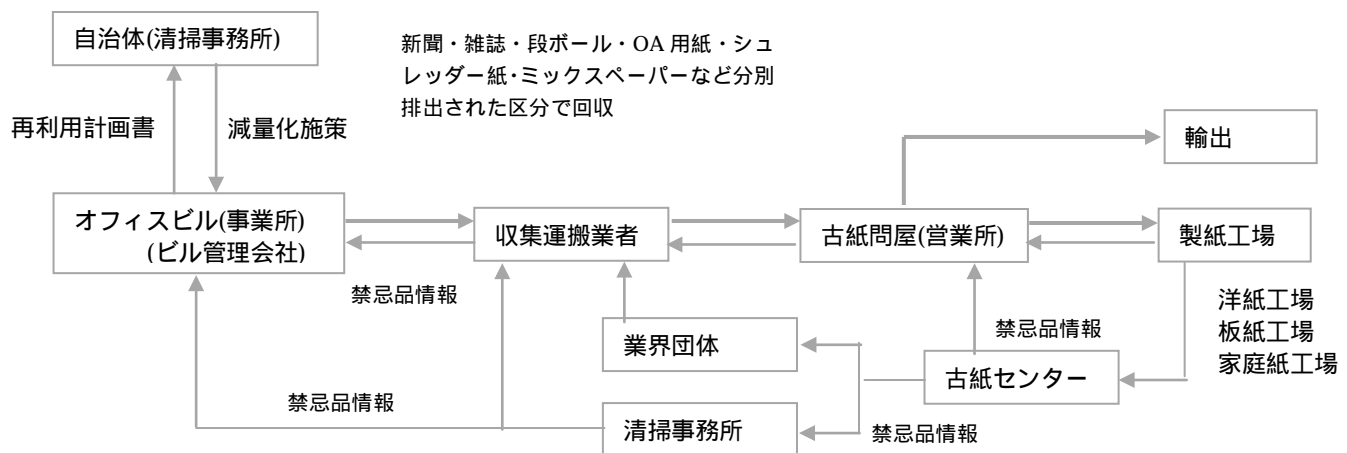 自治体(清掃事務所)
新聞・雑誌・段ボール・OA 用紙・シュ
レッダー紙・ミックスペーパーなど分別
排出された区分で回収
再利用計画書
減量化施策
輸出
オフィスビル(事業所)
(ビル管理会社)
収集運搬業者
古紙問屋(営業所)
製紙工場
禁忌品情報
洋紙工場
板紙工場
家庭紙工場
業界団体
禁忌品情報
古紙センター
禁忌品情報
清掃事務所
禁忌品情報